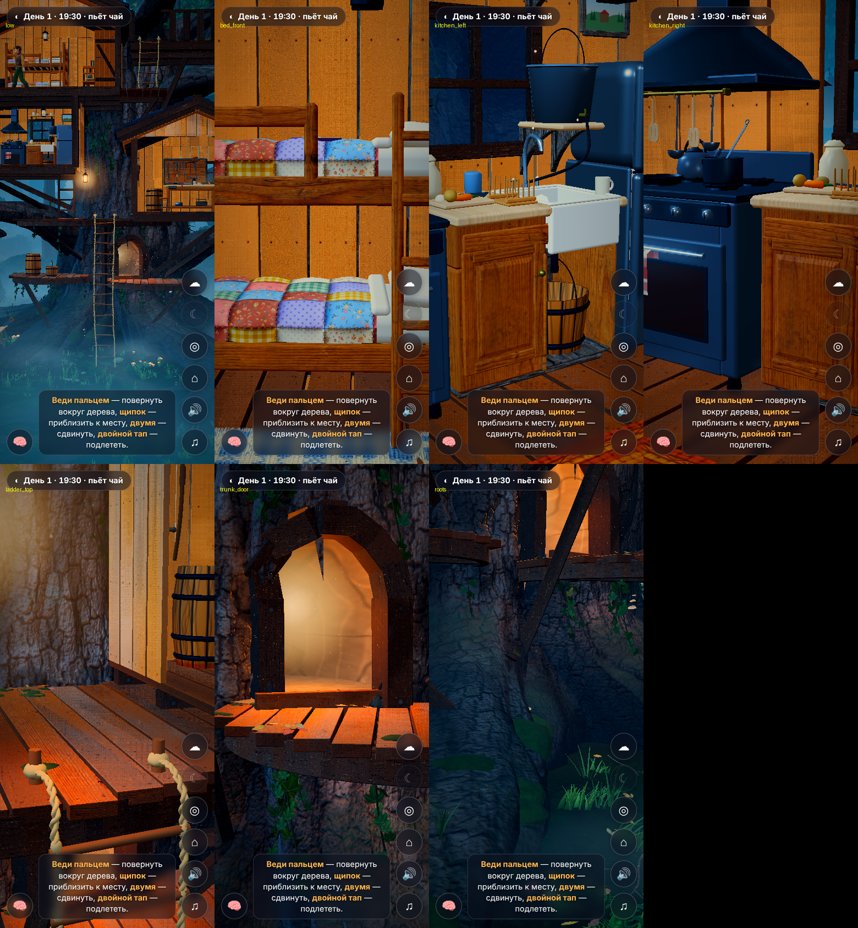 День 1 · 19:30 · пьёт чай
low
День 1 · 19:30 · пьёт чай
bed_front
День 1 · 19:30 · пьёт чай
kitchen_left
День 1 · 19:30 · пьёт чай
kitchen_right
Веди пальцем — повернуть
вокруг дерева, щипок —
приблизить к месту, двумя —
сдвинуть, двойной тап —
подлететь.
Веди пальцем — повернуть
вокруг дерева, щипок —
приблизить к месту, двумя —
сдвинуть, двойной тап —
подлететь.
Веди пальцем — повернуть
вокруг дерева, щипок —
приблизить к месту, двумя —
сдвинуть, двойной тап —
подлететь.
Веди пальцем — повернуть
вокруг дерева, щипок —
приблизить к месту, двумя —
сдвинуть, двойной тап —
подлететь.
День 1 · 19:30 · пьёт чай
ladder_top
День 1 · 19:30 · пьёт чай
trunk_door
День 1 · 19:30 · пьёт чай
roots
Веди пальцем — повернуть
вокруг дерева, щипок —
приблизить к месту, двумя —
сдвинуть, двойной тап —
подлететь.
Веди пальцем — повернуть
вокруг дерева, щипок —
приблизить к месту, двумя —
сдвинуть, двойной тап —
подлететь.
Веди пальцем — повернуть
вокруг дерева, щипок —
приблизить к месту, двумя —
сдвинуть, двойной тап —
подлететь.